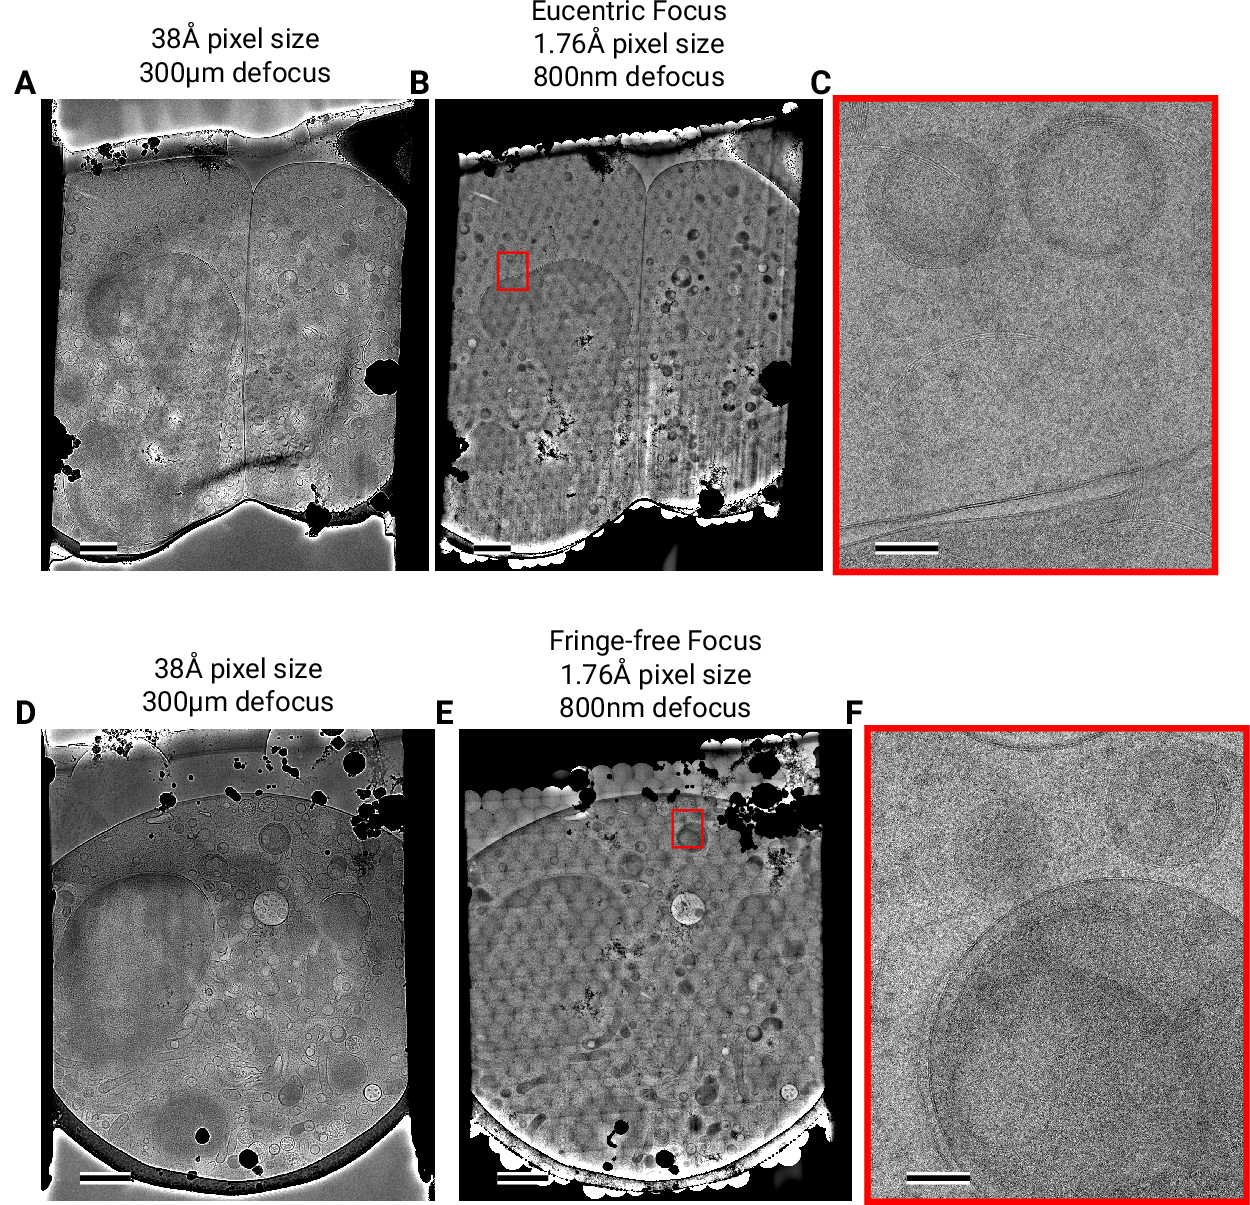 38Å pixel size
300µm defocus
Eucentric Focus
1.76Å pixel size
800nm defocus
A
B
C
38Å pixel size
300µm defocus
Fringe-free Focus
1.76Å pixel size
800nm defocus
D
E
F